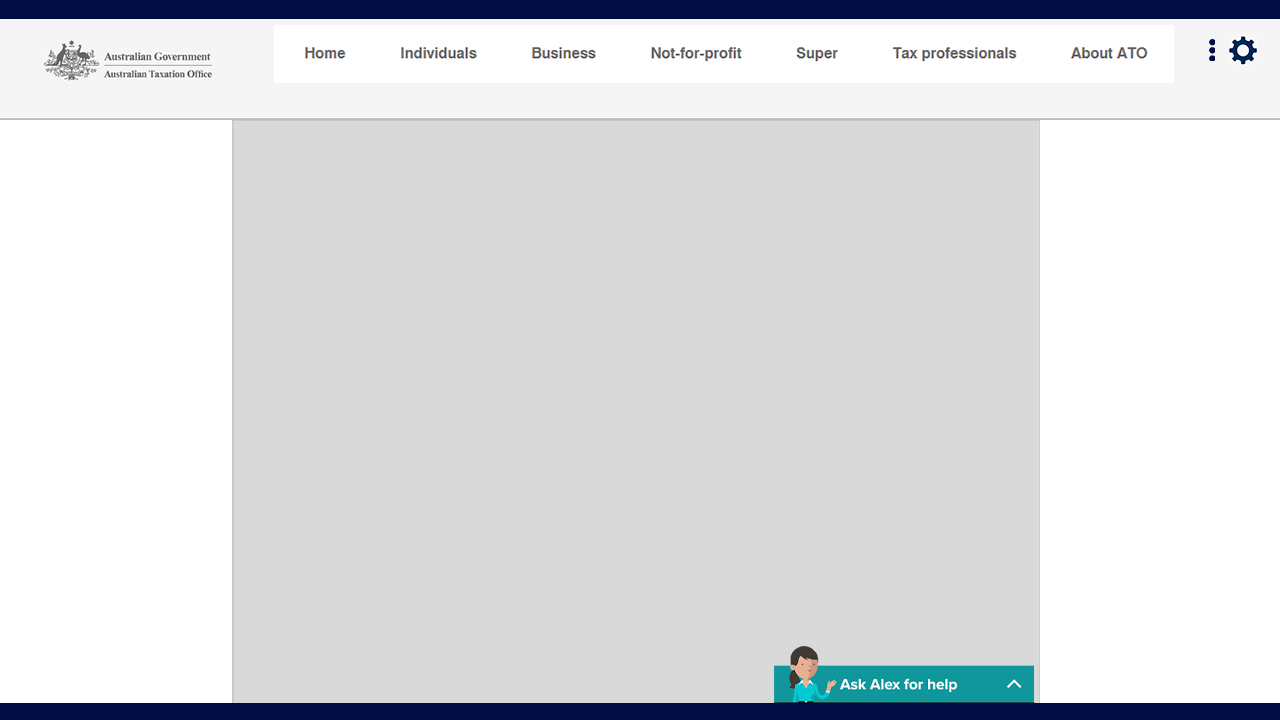 Australian Government
Australian Taxation Office
Home Individuals Business Not-for-profit Super Tax professionals About ATO
Ask Alex for help